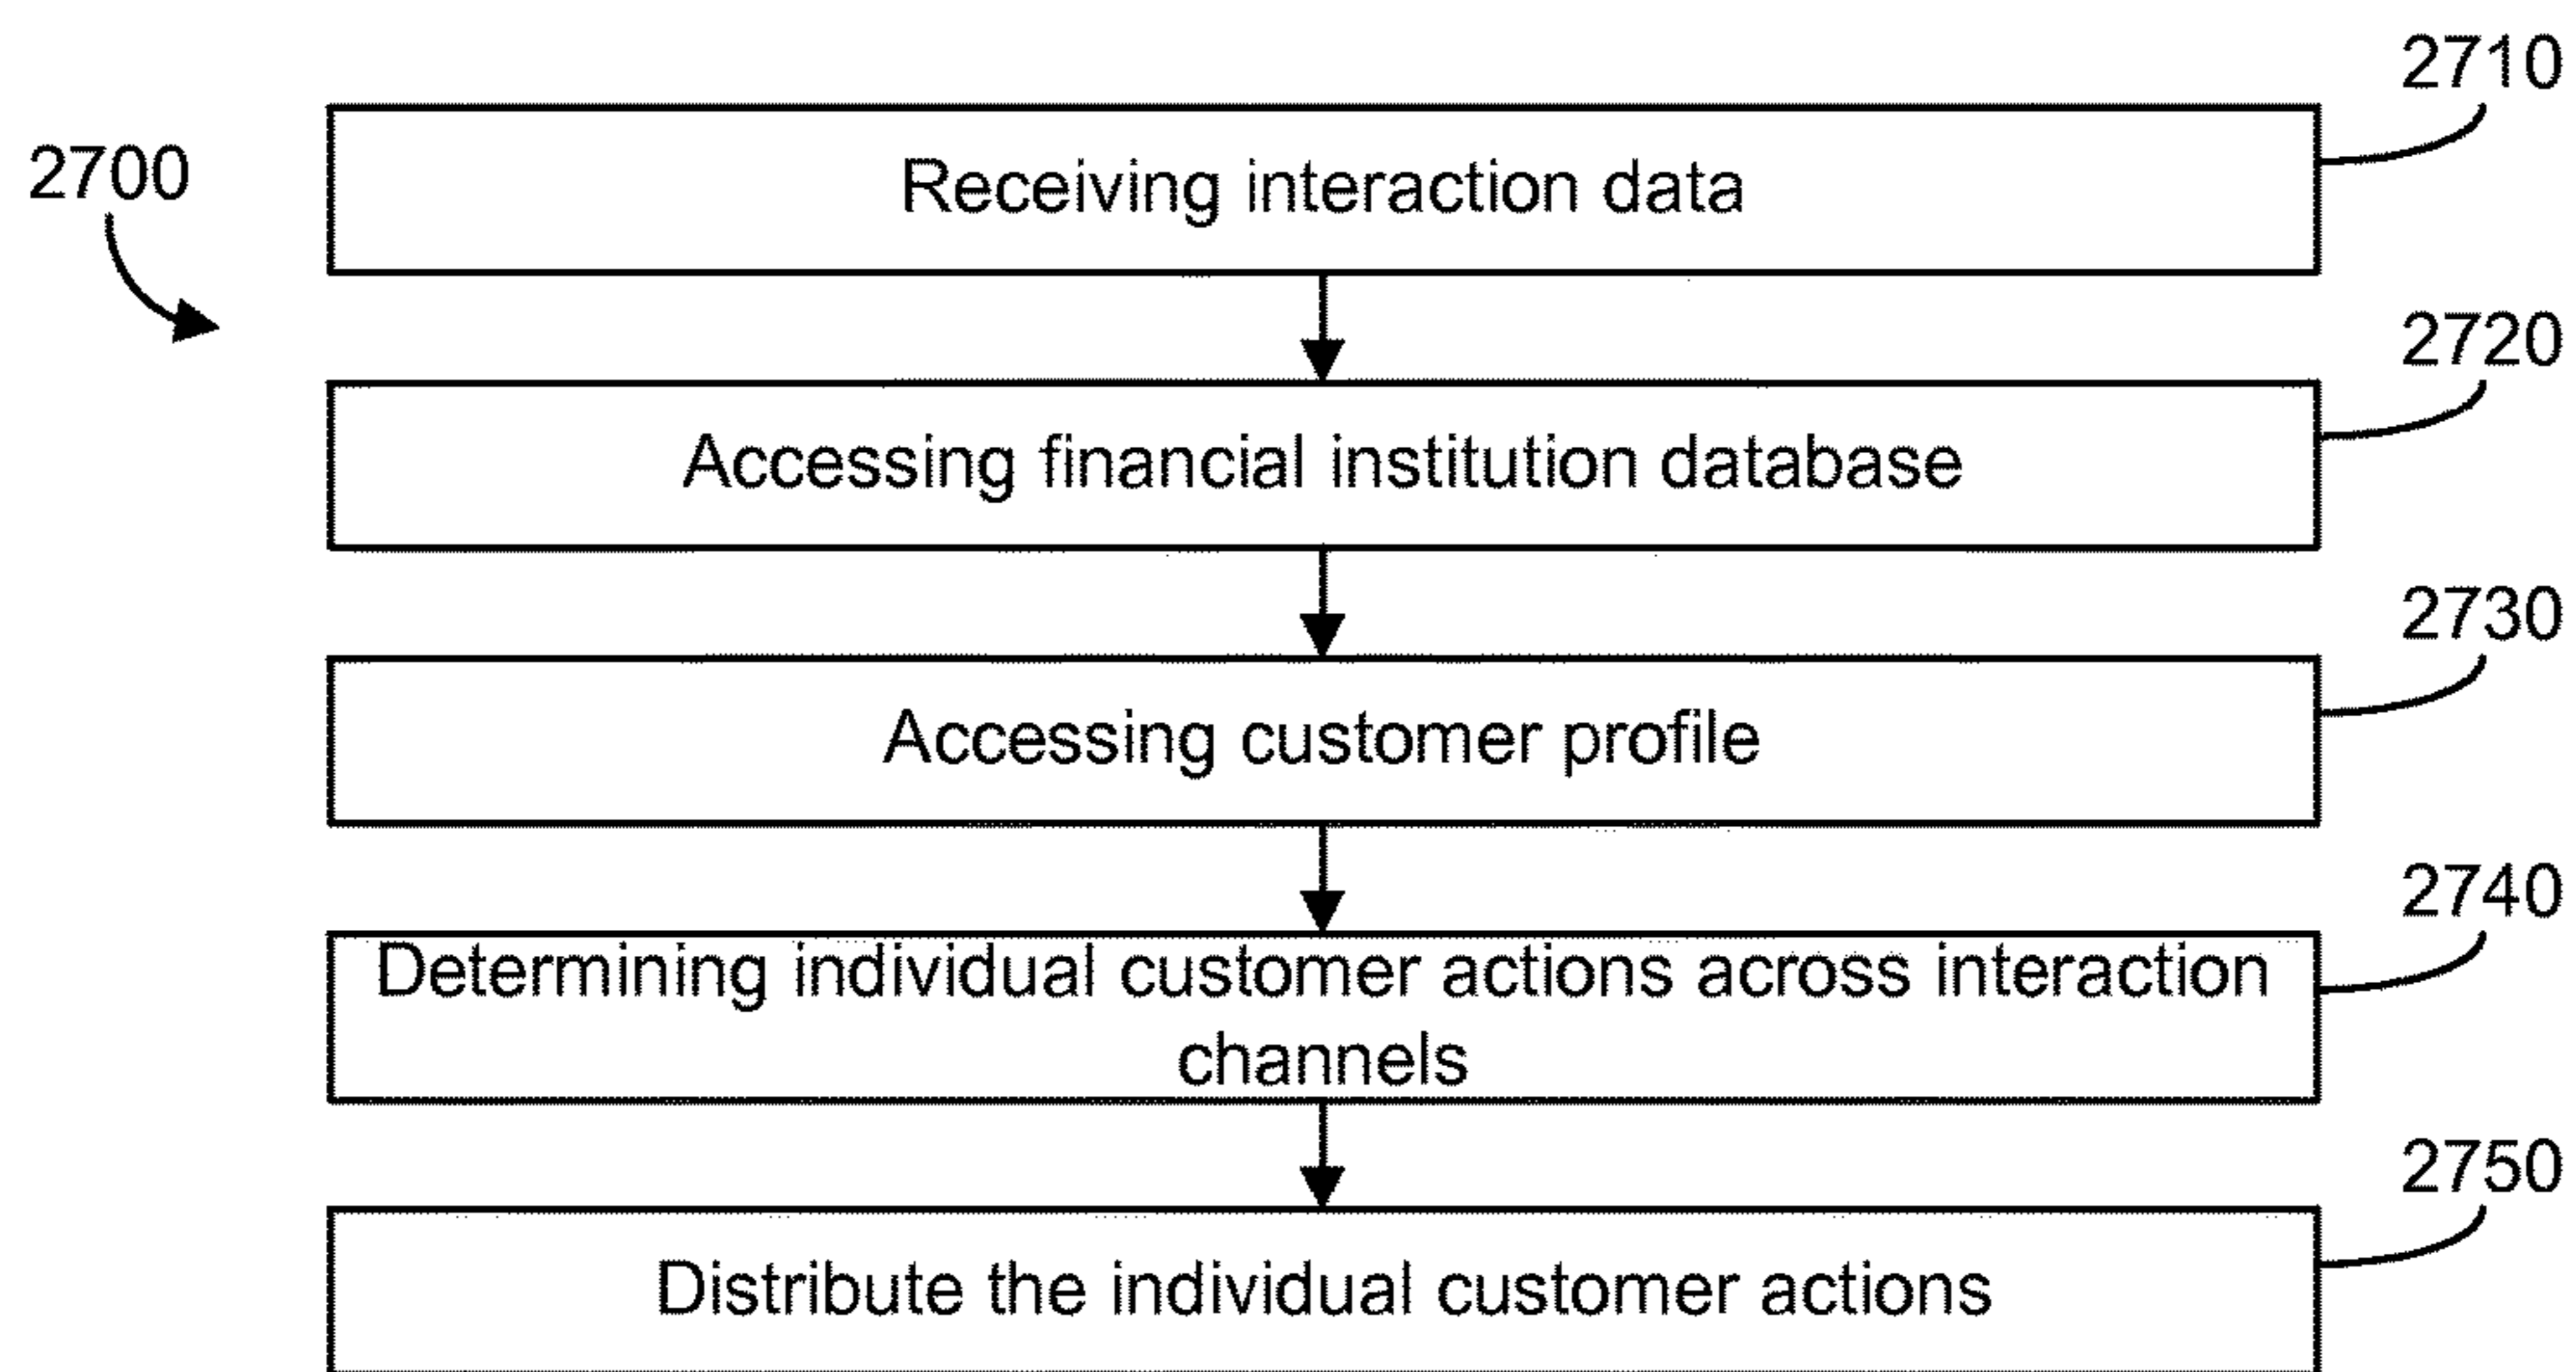 2710
2700
Receiving interaction data
2720
Accessing financial institution database
2730
Accessing customer profile
2740
Determining individual customer actions across interaction
channels
2750
Distribute the individual customer actions